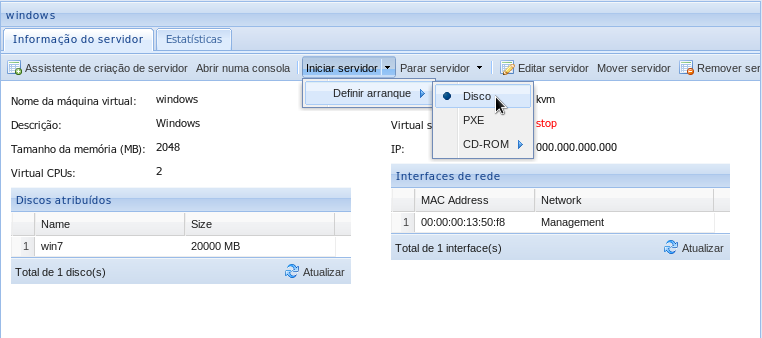 windows
Informação do servidor Estatísticas
Assistente de criação de servidor Abrir numa consola Iniciar servidor Parar servidor Editar servidor Mover servidor Remover ser
Definir arranque Disco
PXE
CD-ROM
Nome da máquina virtual: windows kvm
Descrição: Windows Virtual s stop
Tamanho da memória (MB): 2048 IP: 000.000.000.000
Virtual CPUs: 2
Discos atribuídos
Name Size
1 win7 20000 MB
Total de 1 disco(s) Atualizar
Interfaces de rede
MAC Address Network
1 00:00:00:13:50:f8 Management
Total de 1 interface(s) Atualizar